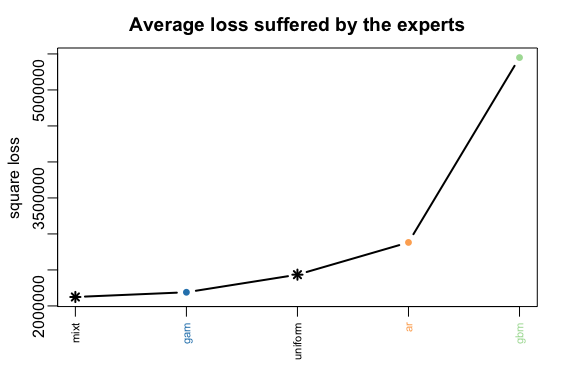 Average loss suffered by the experts
square loss
5000000
3500000
2000000
mixt
gam
uniform
ar
gbm